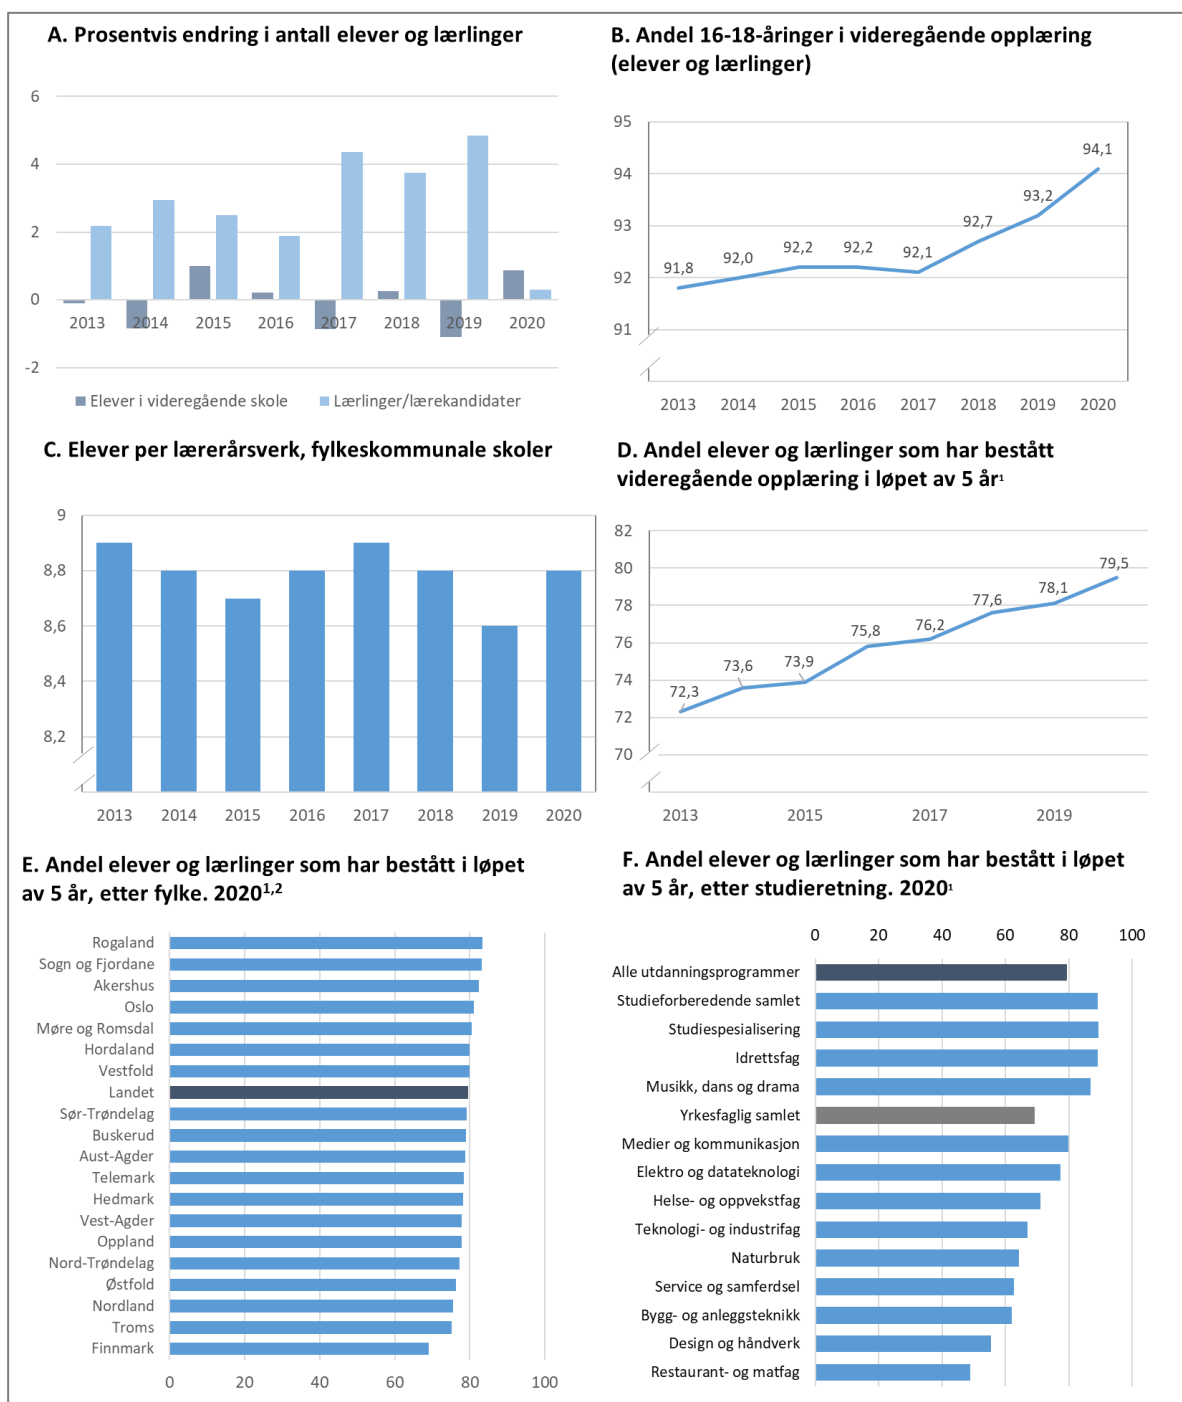 A. Prosentvis endring i antall elever og lærlinger
6
4
2
0
-2
2013 2014 2015 2016 2017 2018 2019 2020
Elever i videregående skole Lærlinger/lærekandidater
B. Andel 16-18-åringer i videregående opplæring
(elever og lærlinger)
95
94
93
92
91
91,8 92,0 92,2 92,2 92,1 92,7 93,2 94,1
2013 2014 2015 2016 2017 2018 2019 2020
C. Elever per lærerårsverk, fylkeskommunale skoler
9
8,8
8,6
8,4
8,2
2013 2014 2015 2016 2017 2018 2019 2020
D. Andel elever og lærlinger som har bestått
videregående opplæring i løpet av 5 år¹
82
80
78
76
74
72
70
72,3 73,6 73,9 75,8 76,2 77,6 78,1 79,5
2013 2015 2017 2019
E. Andel elever og lærlinger som har bestått i løpet
av 5 år, etter fylke. 2020¹,²
Rogaland
Sogn og Fjordane
Akershus
Oslo
Møre og Romsdal
Hordaland
Vestfold
Landet
Sør-Trøndelag
Buskerud
Aust-Agder
Telemark
Hedmark
Vest-Agder
Oppland
Nord-Trøndelag
Østfold
Nordland
Troms
Finnmark
0 20 40 60 80 100
F. Andel elever og lærlinger som har bestått i løpet
av 5 år, etter studieretning. 2020¹
0 20 40 60 80 100
Alle utdanningsprogrammer
Studieforberedende samlet
Studiespesialisering
Idrettsfag
Musikk, dans og drama
Yrkesfaglig samlet
Medier og kommunikasjon
Elektro og datateknologi
Helse- og oppvekstfag
Teknologi- og industrifag
Naturbruk
Service og samferdsel
Bygg- og anleggsteknikk
Design og håndverk
Restaurant- og matfag